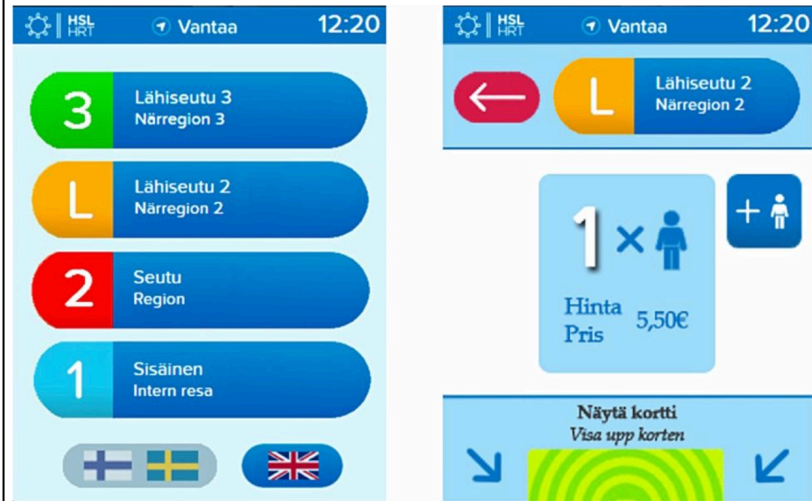 HSL
HRT
Vantaa
12:20
3
Lähiseutu 3
Närregion 3
L
Lähiseutu 2
Närregion 2
2
Seutu
Region
1
Sisäinen
Intern resa
HSL
HRT
Vantaa
12:20
L
Lähiseutu 2
Närregion 2
1 ×
+
Hinta
Pris
5,50€
Näytä kortti
Visa upp korten